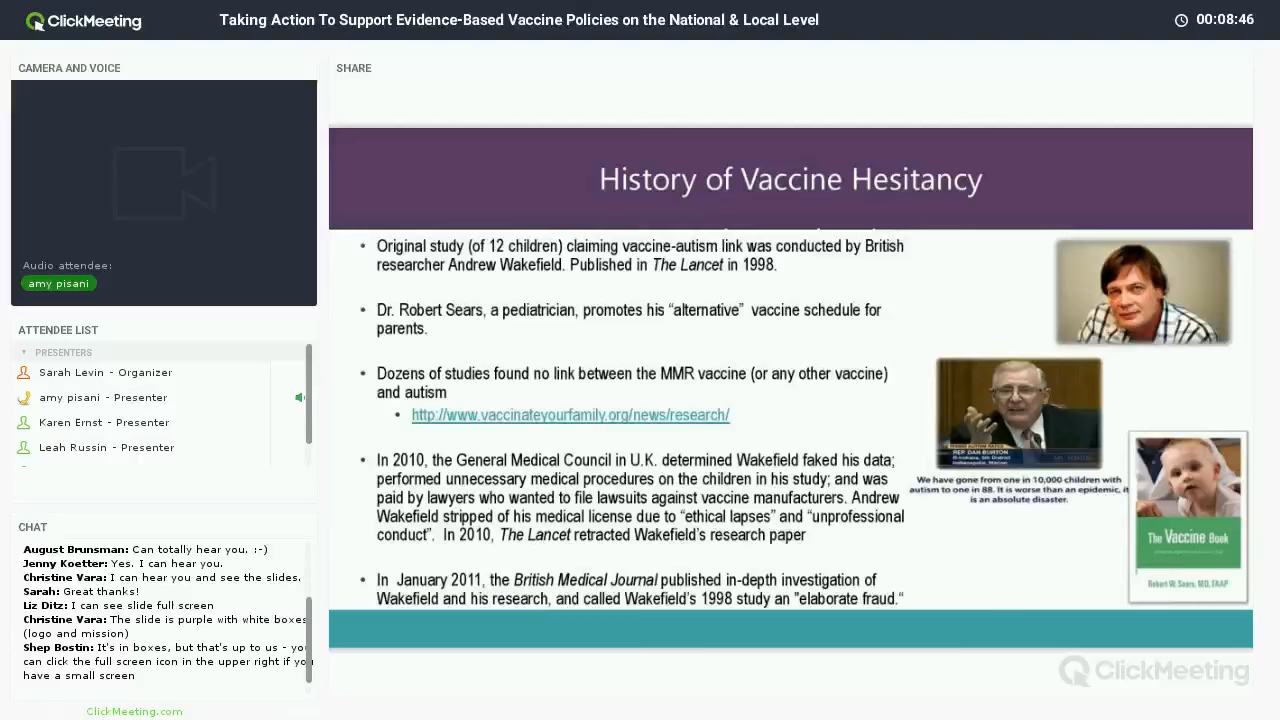 ClickMeeting
Taking Action To Support Evidence-Based Vaccine Policies on the National & Local Level
00:08:46
CAMERA AND VOICE
Audio attendee:
amy pisani
ATTENDEE LIST
PRESENTERS
Sarah Levin - Organizer
amy pisani - Presenter
Karen Ernst - Presenter
Leah Russin - Presenter
CHAT
August Brunsman: Can totally hear you. :-)
Jenny Koetter: Yes. I can hear you.
Christine Vara: I can hear you and see the slides.
Sarah: Great thanks!
Liz Ditz: I can see slide full screen
Christine Vara: The slide is purple with white boxes
(logo and mission)
Shep Bostin: It's in boxes, but that's up to us - you
can click the full screen icon in the upper right if you
have a small screen
ClickMeeting.com
SHARE
History of Vaccine Hesitancy
• Original study (of 12 children) claiming vaccine-autism link was conducted by British
researcher Andrew Wakefield. Published in The Lancet in 1998.
• Dr. Robert Sears, a pediatrician, promotes his “alternative” vaccine schedule for
parents.
• Dozens of studies found no link between the MMR vaccine (or any other vaccine)
and autism
• http://www.vaccinateyourfamily.org/news/research/
• In 2010, the General Medical Council in U.K. determined Wakefield faked his data;
performed unnecessary medical procedures on the children in his study; and was
paid by lawyers who wanted to file lawsuits against vaccine manufacturers. Andrew
Wakefield stripped of his medical license due to “ethical lapses” and “unprofessional
conduct”. In 2010, The Lancet retracted Wakefield’s research paper
• In January 2011, the British Medical Journal published in-depth investigation of
Wakefield and his research, and called Wakefield’s 1998 study an "elaborate fraud.“
REP. DAN BURTON
We have gone from one in 10,000 children with
autism to one in 88. It is worse than an epidemic, it
is an absolute disaster.
The Vaccine Book
Robert W. Sears, MD, FAAP
ClickMeeting